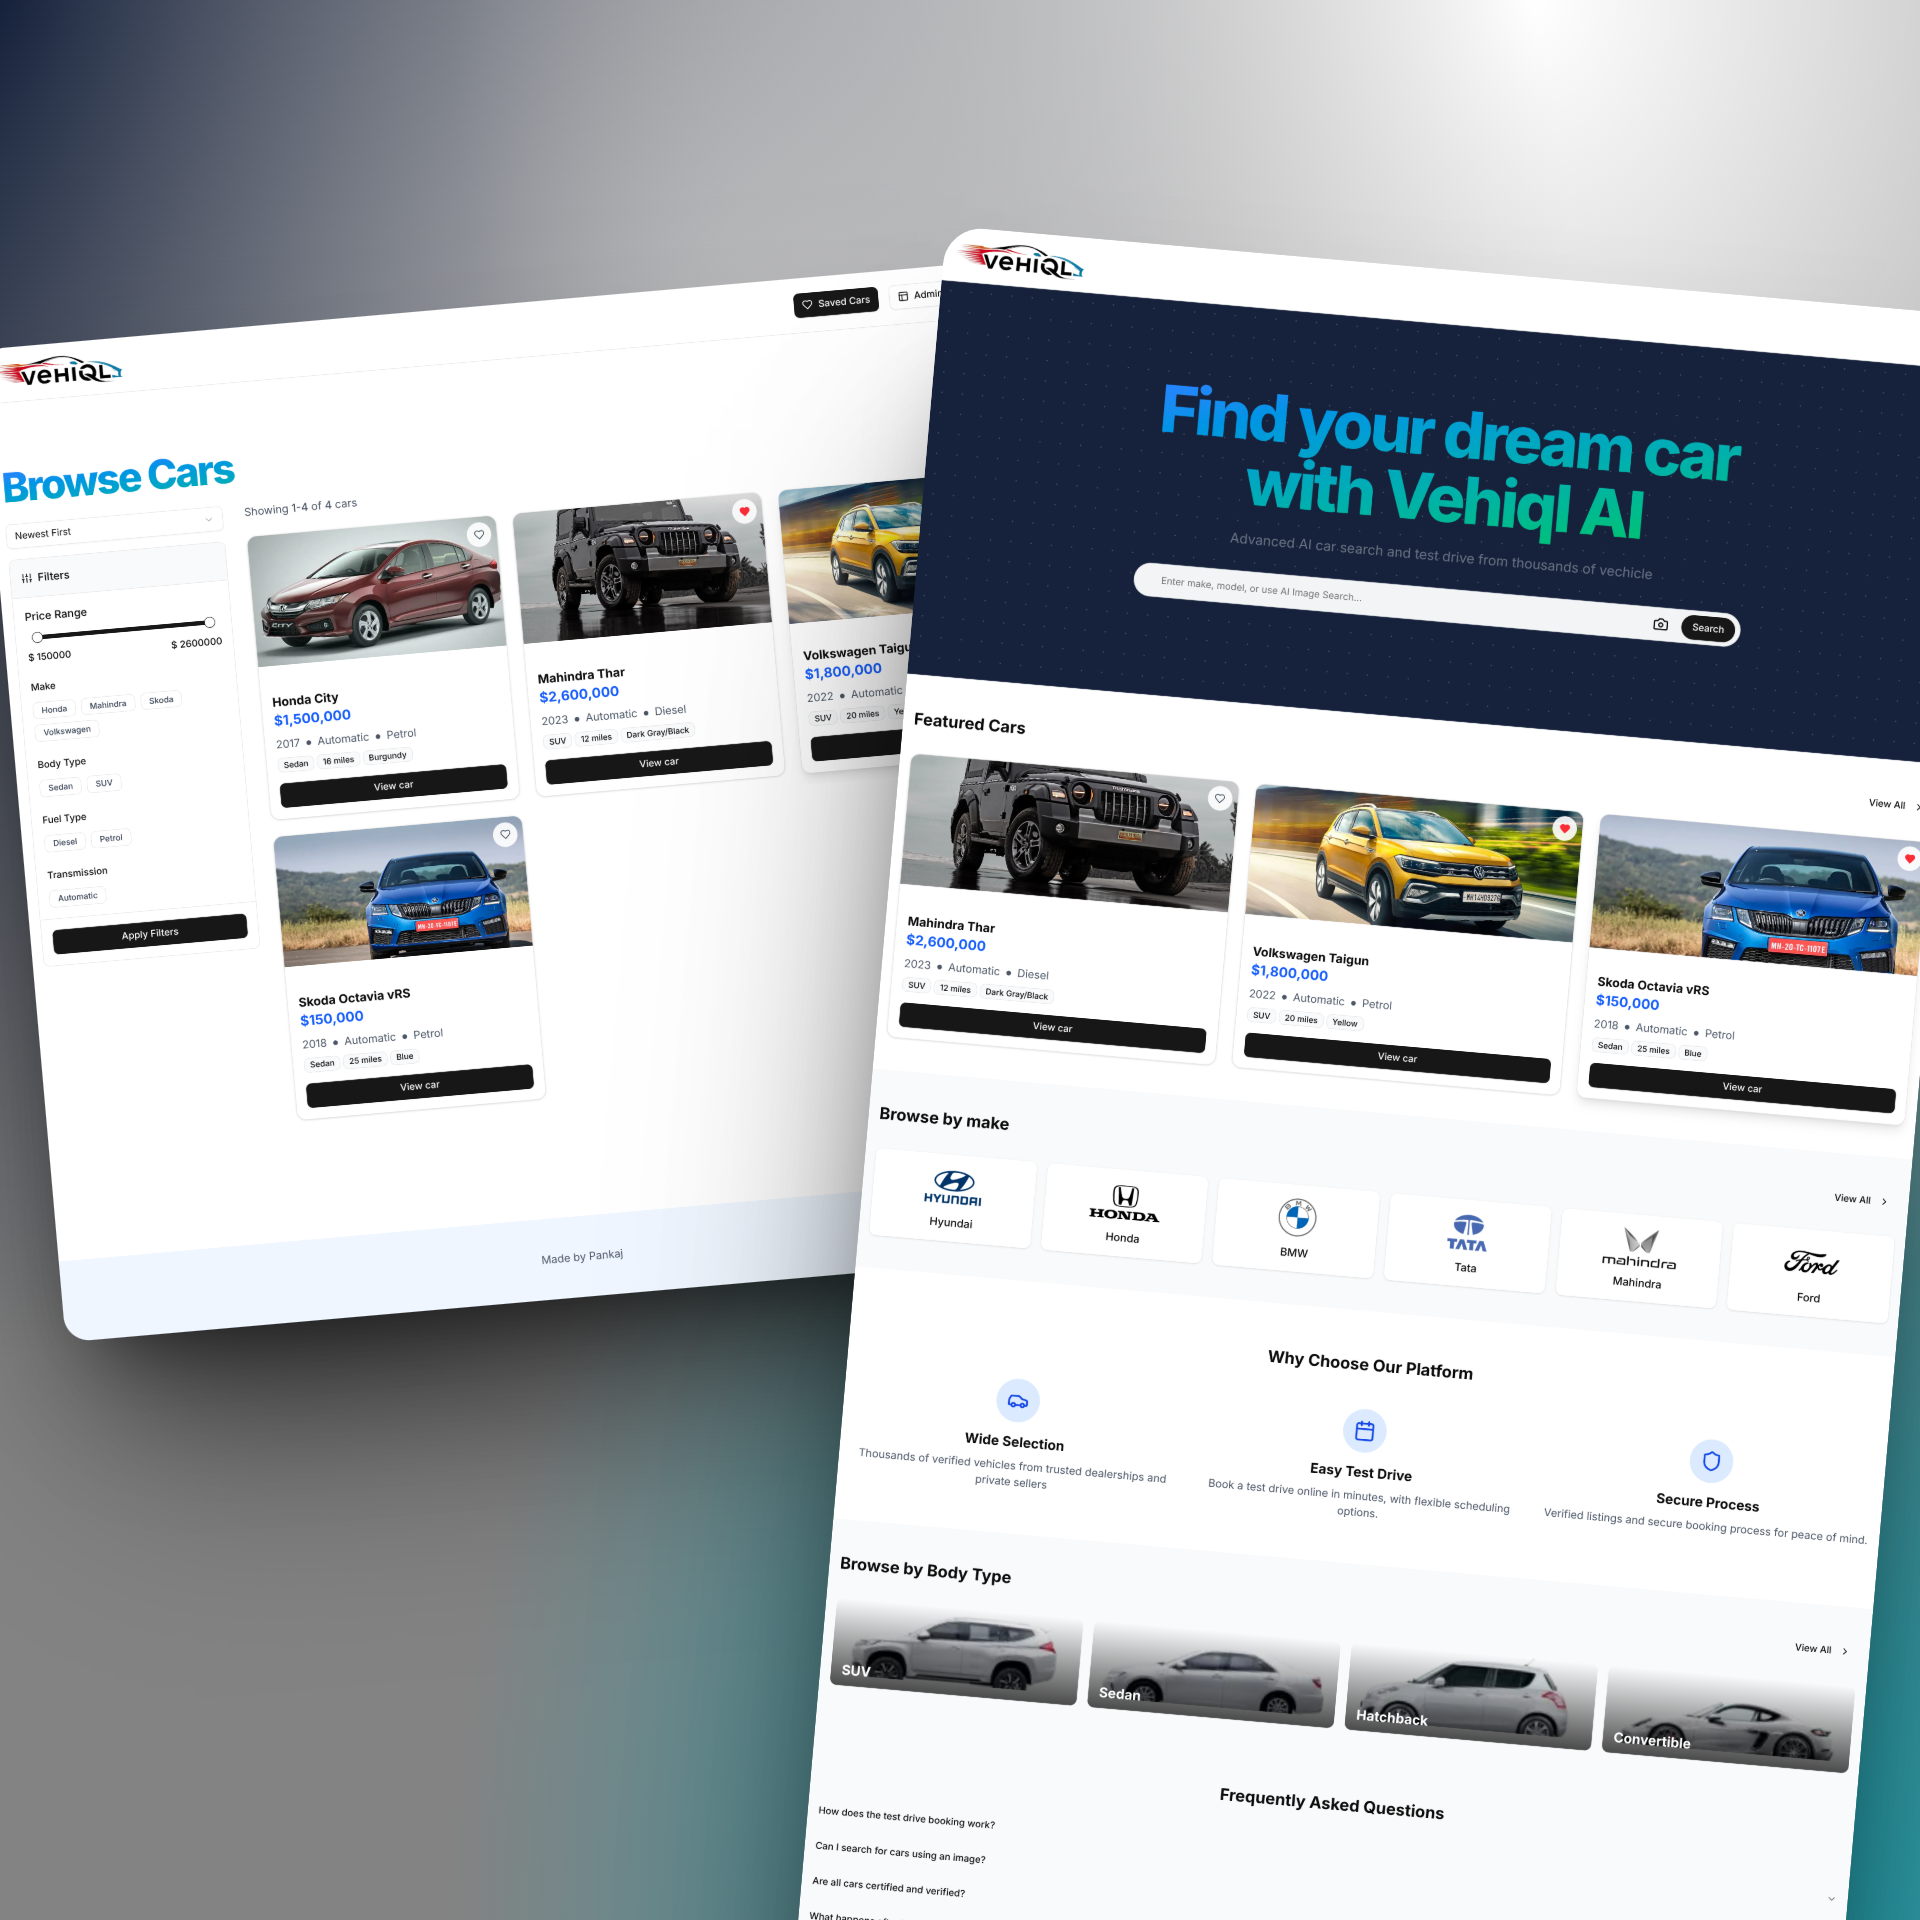 VEHIQL
Saved Cars
Browse Cars
Newest First
Filters
Price Range
$ 150000
$ 2600000
Make
Honda
Mahindra
Skoda
Volkswagen
Body Type
Sedan
SUV
Fuel Type
Diesel
Petrol
Transmission
Automatic
Apply Filters
Showing 1-4 of 4 cars
CITY
Honda City
$1,500,000
2017 • Automatic • Petrol
Sedan
16 miles
Burgundy
View car
Mahindra Thar
$2,600,000
2023 • Automatic • Diesel
SUV
12 miles
Dark Gray/Black
View car
Volkswagen
$1,800,000
2022 • Automatic
SUV
20 miles
MH-20-TC-1107E
Skoda Octavia vRS
$150,000
2018 • Automatic • Petrol
Sedan
25 miles
Blue
View car
Made by Pankaj
VEHIQL
Find your dream car
with Vehiql AI
Advanced AI car search and test drive from thousands of vechicle
Enter make, model, or use AI Image Search...
Search
Featured Cars
View All
Mahindra Thar
$2,600,000
2023 • Automatic • Diesel
SUV
12 miles
Dark Gray/Black
View car
Volkswagen Taigun
$1,800,000
2022 • Automatic • Petrol
SUV
20 miles
Yellow
View car
MH-20-TC-1107E
Skoda Octavia vRS
$150,000
2018 • Automatic • Petrol
Sedan
25 miles
Blue
View car
Browse by make
View All
HYUNDAI
Hyundai
HONDA
Honda
BMW
BMW
TATA
Tata
mahindra
Mahindra
Ford
Ford
Why Choose Our Platform
Wide Selection
Thousands of verified vehicles from trusted dealerships and
private sellers
Easy Test Drive
Book a test drive online in minutes, with flexible scheduling
options.
Secure Process
Verified listings and secure booking process for peace of mind.
Browse by Body Type
View All
SUV
Sedan
Hatchback
Convertible
Frequently Asked Questions
How does the test drive booking work?
Can I search for cars using an image?
Are all cars certified and verified?
What